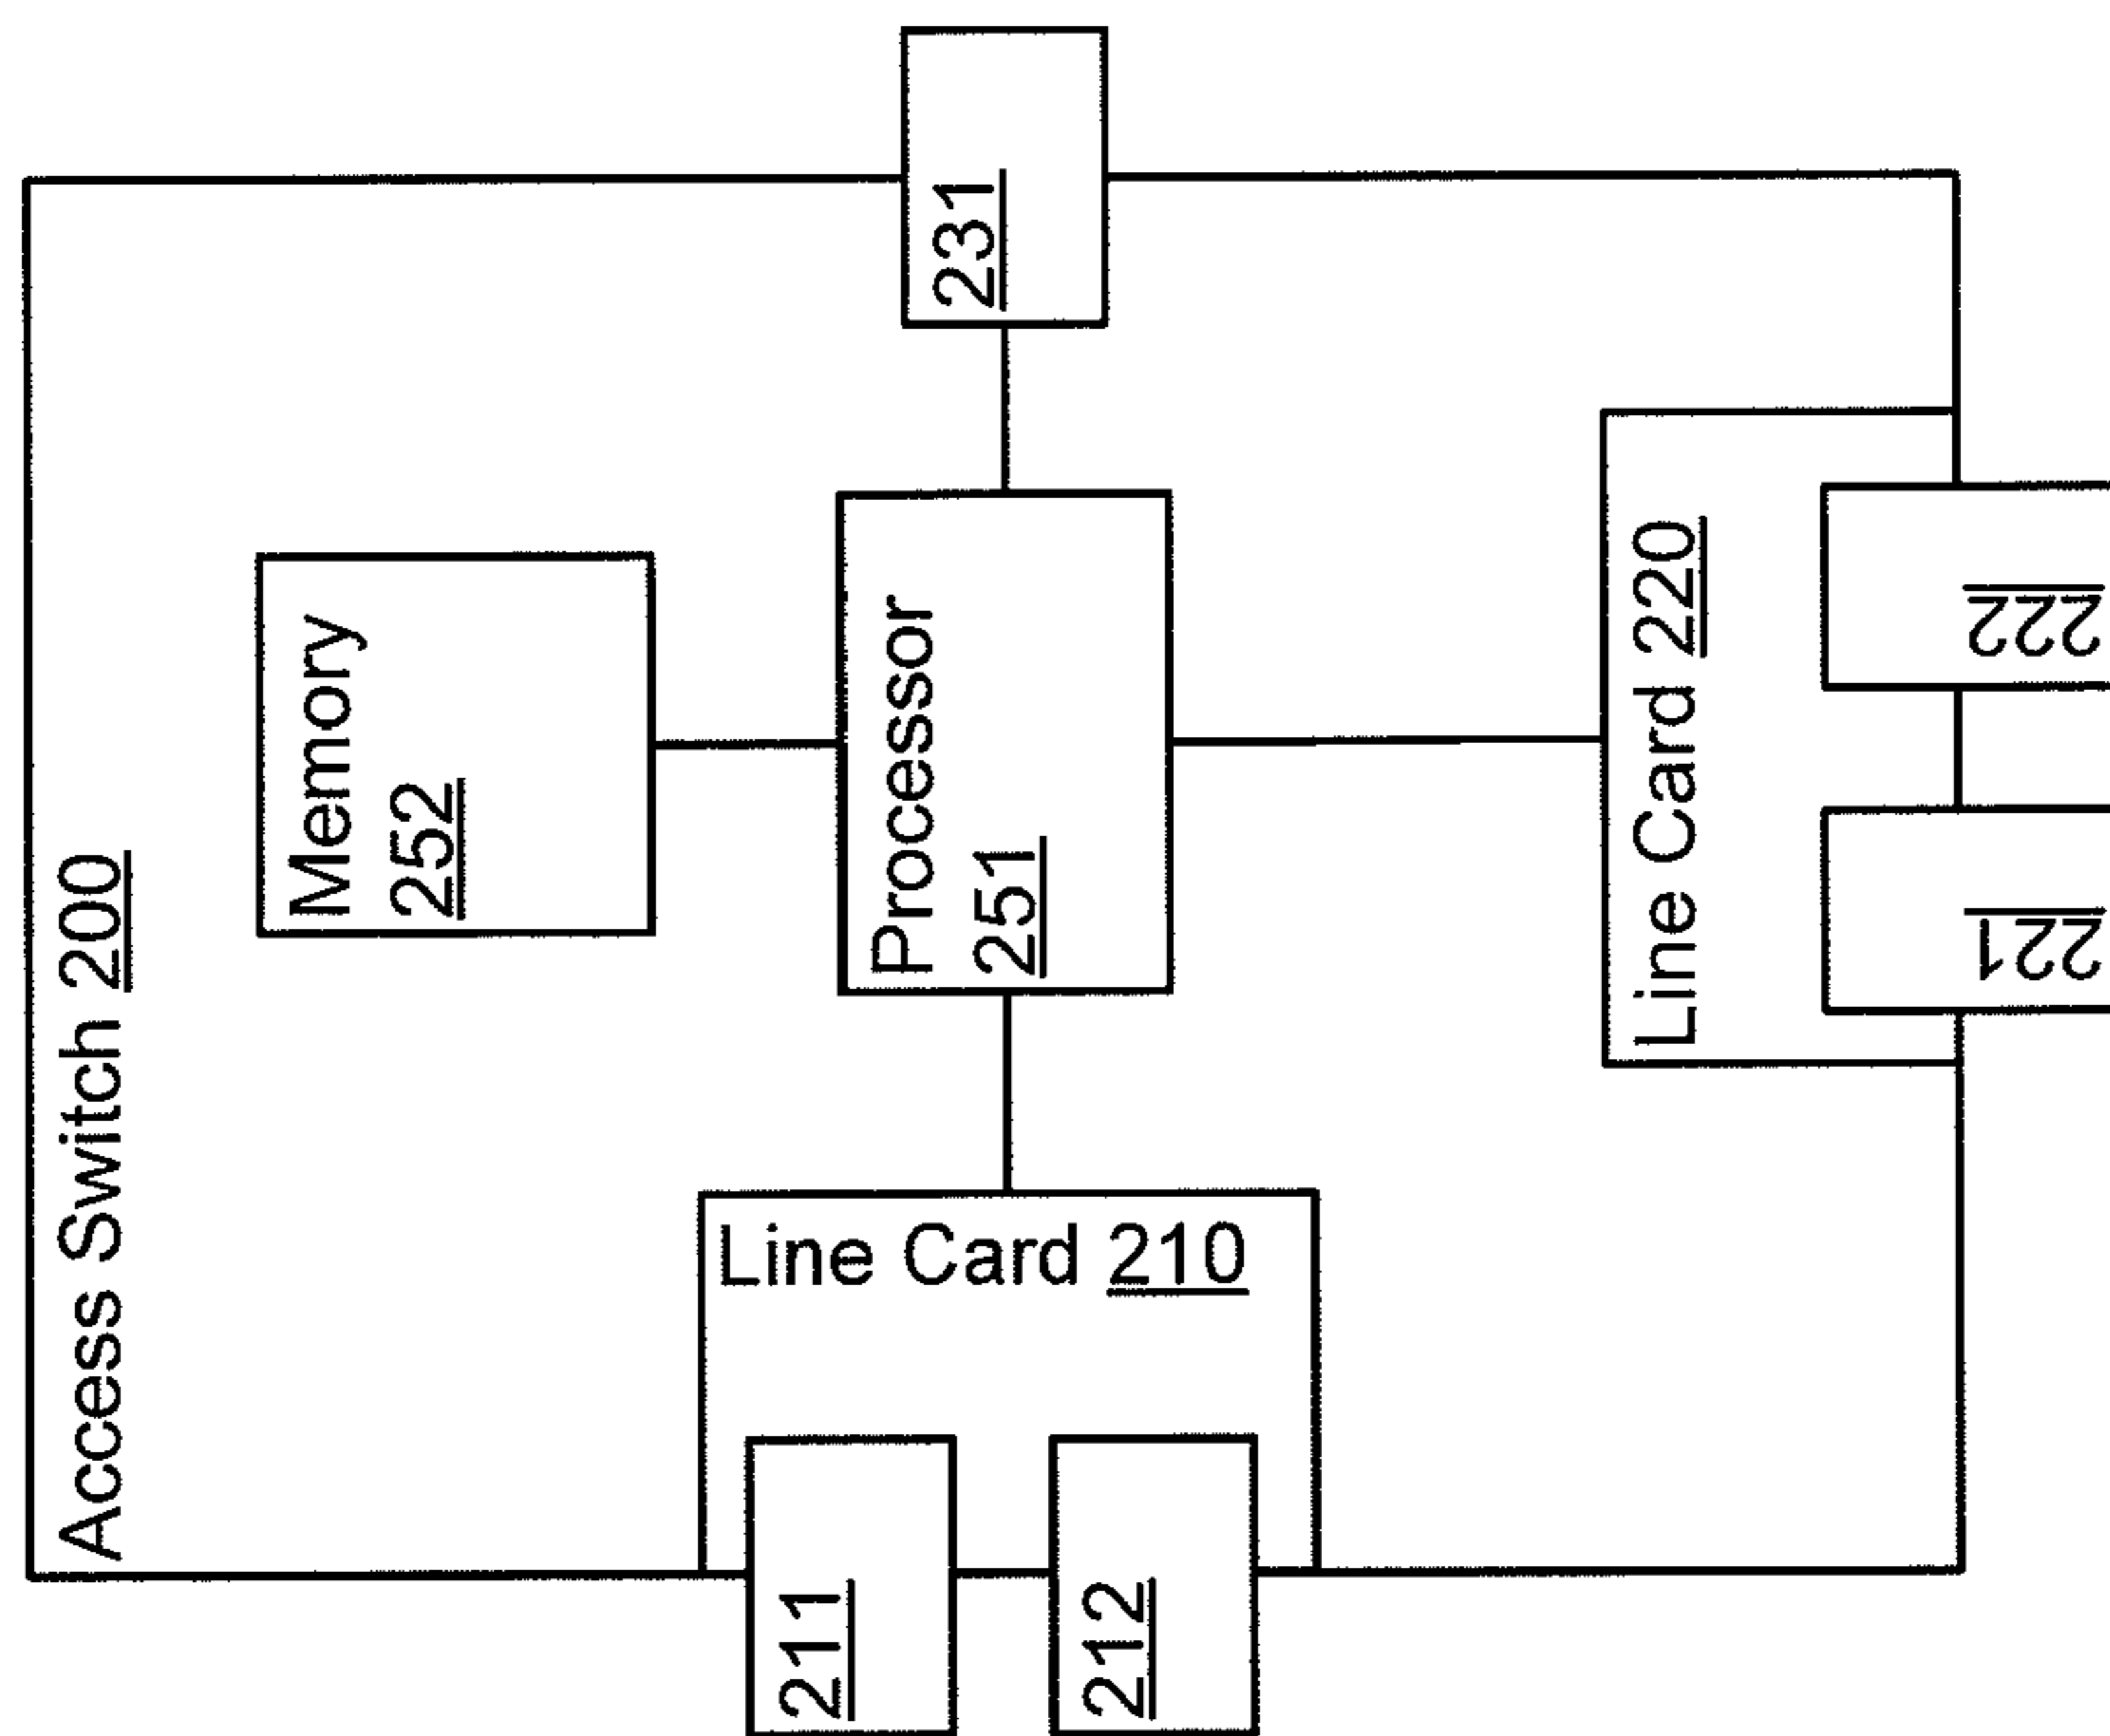 Access Switch 200
Memory
252
Processor
251
231
Line Card 210
211
212
Line Card 220
221
222